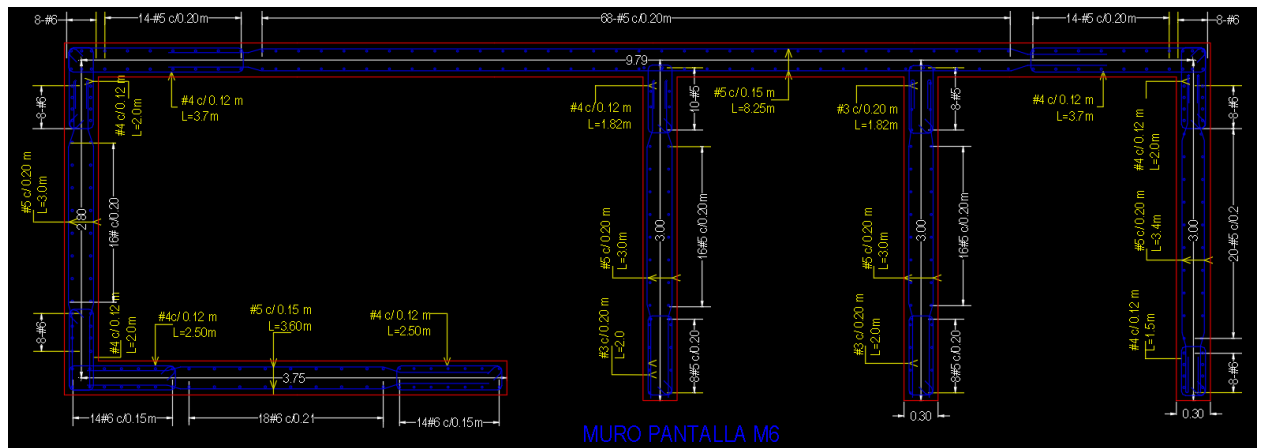 8-#6
14-#5 c/0.20m
68-#5 c/0.20m
14-#5 c/0.20m
8-#6
9.79
#4 c/0.12 m
L=2.0m
#4 c/0.12 m
L=3.7m
#4 c/0.12 m
L=1.82m
10-#5
#5 c/0.15 m
L=8.25m
#3 c/0.20 m
L=1.82m
8-#5
#4 c/0.12 m
L=3.7m
#4 c/0.12 m
L=2.0m
8-#6
8-#6
#5 c/0.20 m
L=3.0m
2.80
16# c/0.20
#5 c/0.20 m
L=3.0m
3.00
16#5 c/0.20m
#5 c/0.20 m
L=3.0m
3.00
16#5 c/0.20m
#5 c/0.20 m
L=3.4m
3.00
20-#5 c/0.2
8-#6
#4 c/0.12 m
L=2.0m
#4c/0.12 m
L=2.50m
#5 c/0.15 m
L=3.60m
#4 c/0.12 m
L=2.50m
#3 c/0.20 m
L=2.0
8#5 c/0.20
#3 c/0.20 m
L=2.0m
8#5 c/0.20
#4 c/0.12 m
L=1.5m
8-#6
3.75
14#6 c/0.15m
18#6 c/0.21
14#6 c/0.15m
0.30
0.30
MURO PANTALLA M6